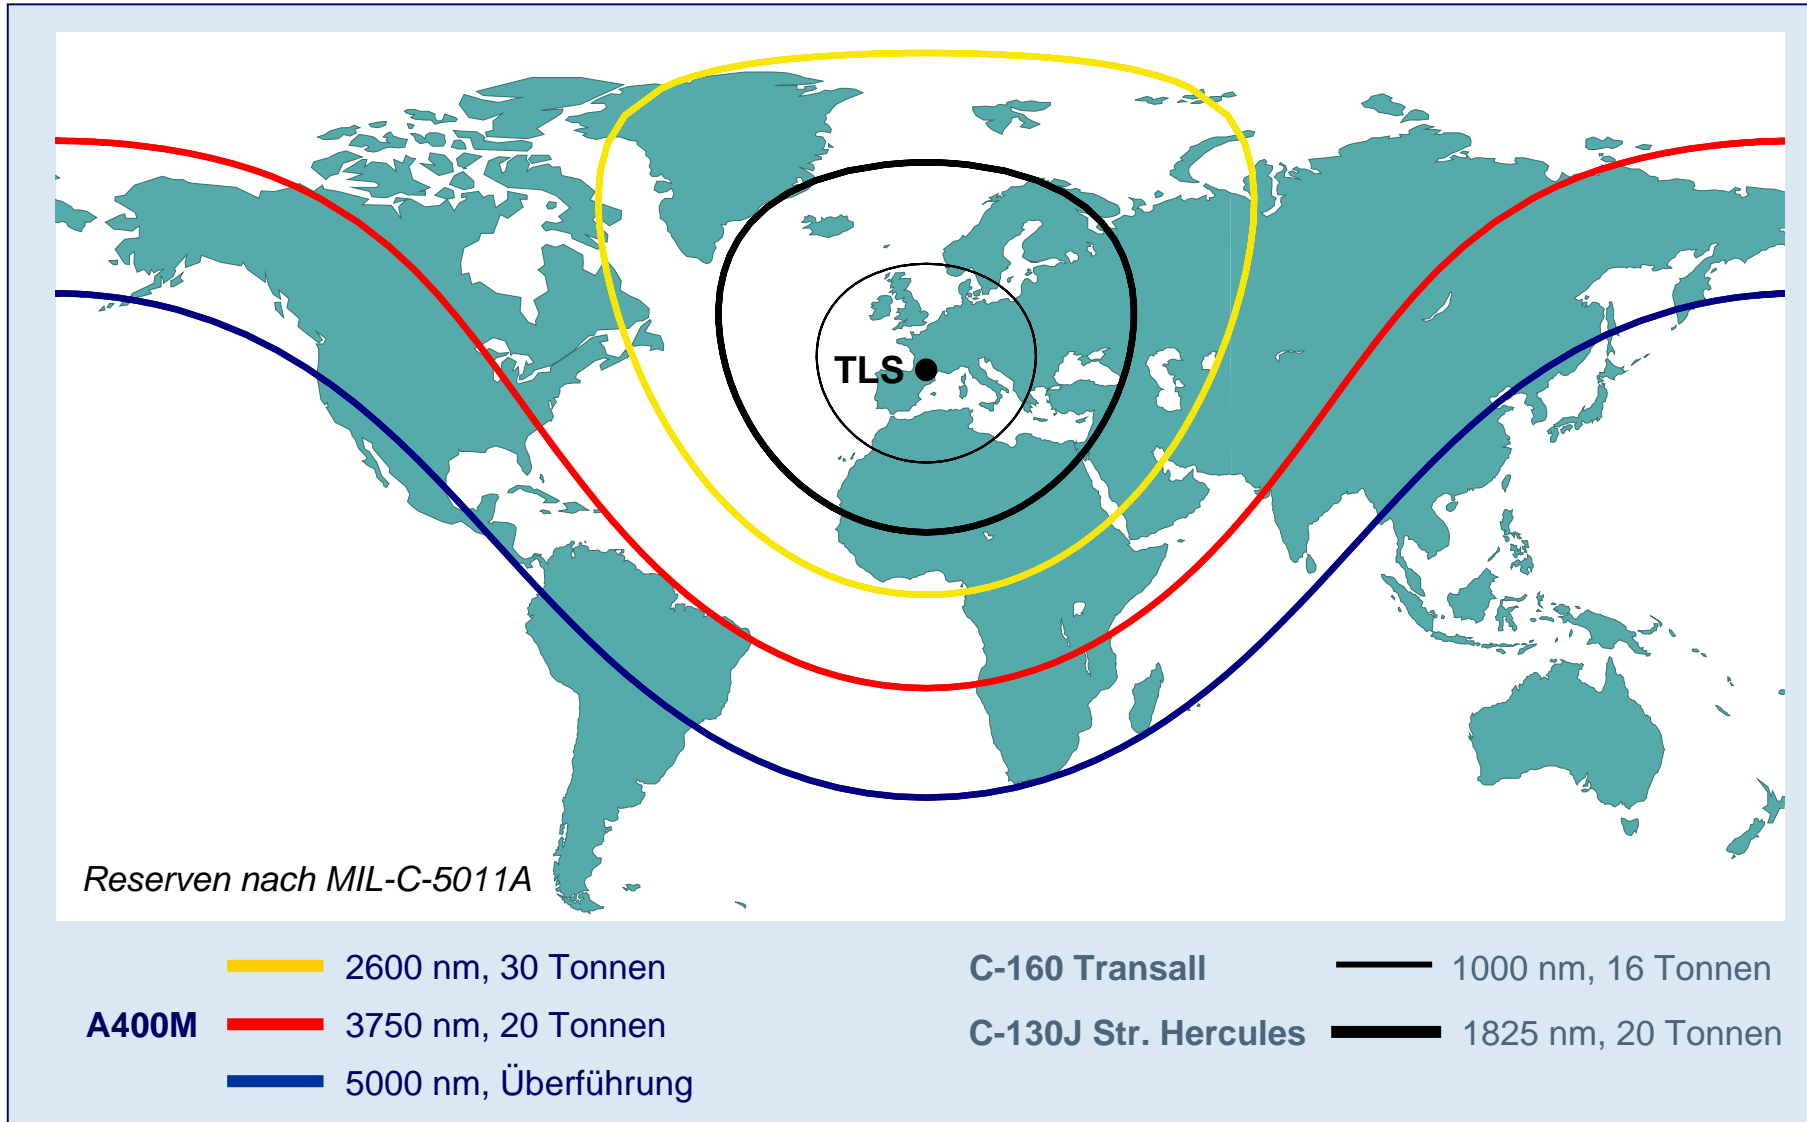 TLS
Reserven nach MIL-C-5011A
A400M
2600 nm, 30 Tonnen
3750 nm, 20 Tonnen
5000 nm, Überführung
C-160 Transall
1000 nm, 16 Tonnen
C-130J Str. Hercules
1825 nm, 20 Tonnen